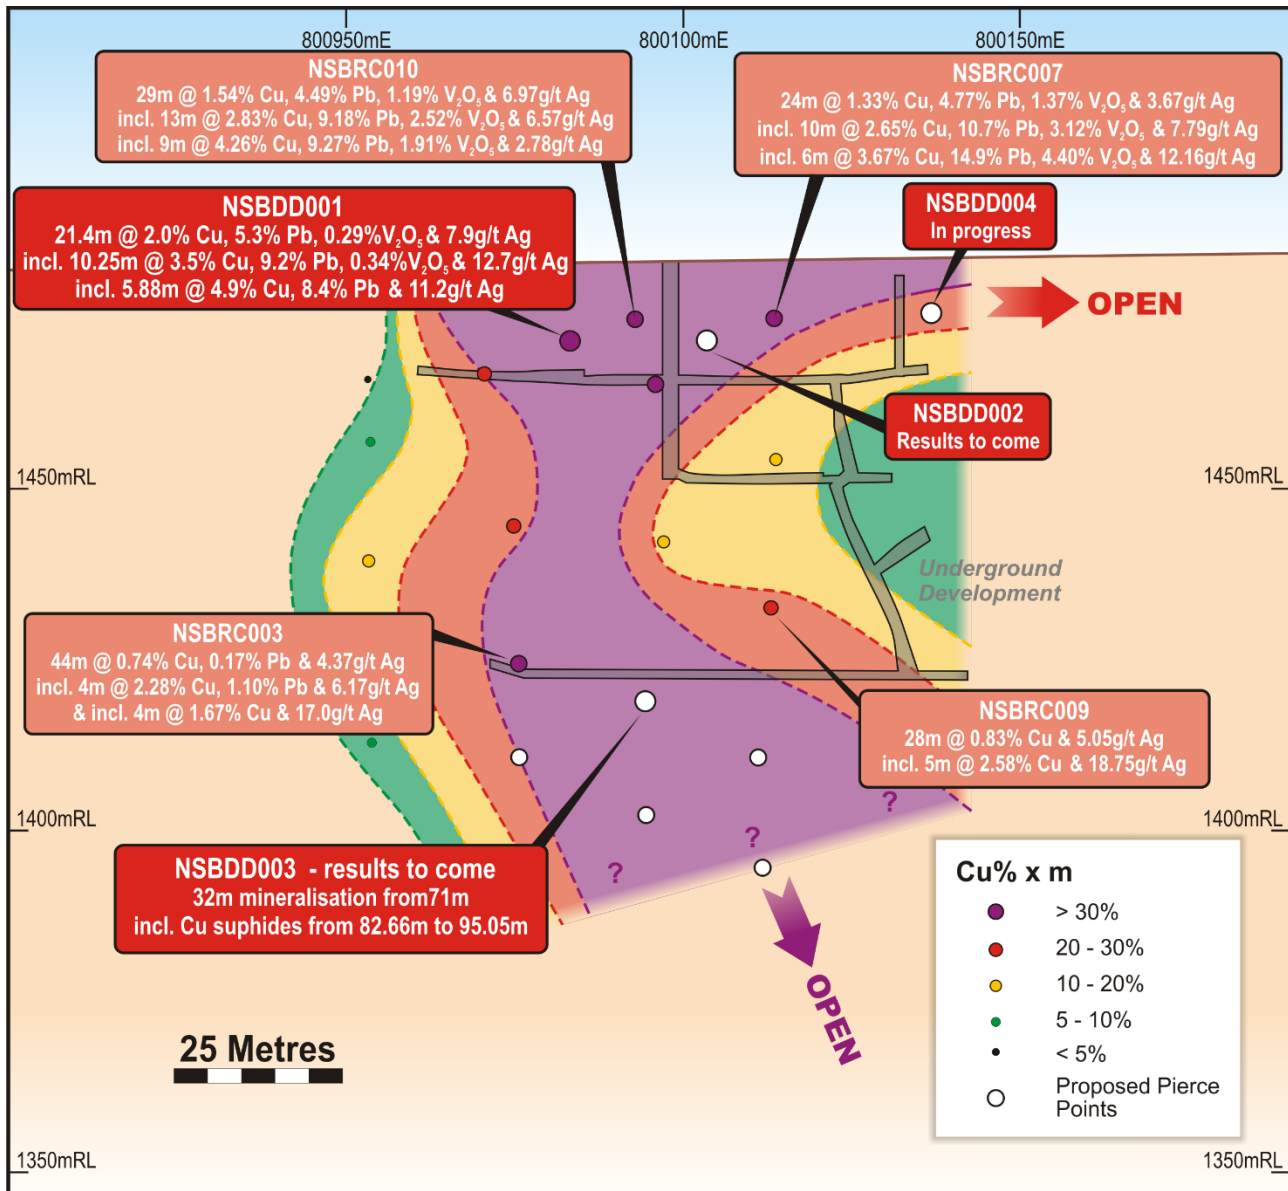 800950mE
800100mE
800150mE
NSBRC010
29m @ 1.54% Cu, 4.49% Pb, 1.19% V₂O₅ & 6.97g/t Ag
incl. 13m @ 2.83% Cu, 9.18% Pb, 2.52% V₂O₅ & 6.57g/t Ag
incl. 9m @ 4.26% Cu, 9.27% Pb, 1.91% V₂O₅ & 2.78g/t Ag
NSBRC007
24m @ 1.33% Cu, 4.77% Pb, 1.37% V₂O₅ & 3.67g/t Ag
incl. 10m @ 2.65% Cu, 10.7% Pb, 3.12% V₂O₅ & 7.79g/t Ag
incl. 6m @ 3.67% Cu, 14.9% Pb, 4.40% V₂O₅ & 12.16g/t Ag
NSBDD001
21.4m @ 2.0% Cu, 5.3% Pb, 0.29%V₂O₅ & 7.9g/t Ag
incl. 10.25m @ 3.5% Cu, 9.2% Pb, 0.34%V₂O₅ & 12.7g/t Ag
incl. 5.88m @ 4.9% Cu, 8.4% Pb & 11.2g/t Ag
NSBDD004
In progress
OPEN
NSBDD002
Results to come
1450mRL
1450mRL
Underground
Development
NSBRC003
44m @ 0.74% Cu, 0.17% Pb & 4.37g/t Ag
incl. 4m @ 2.28% Cu, 1.10% Pb & 6.17g/t Ag
& incl. 4m @ 1.67% Cu & 17.0g/t Ag
NSBRC009
28m @ 0.83% Cu & 5.05g/t Ag
incl. 5m @ 2.58% Cu & 18.75g/t Ag
1400mRL
1400mRL
?
?
?
NSBDD003 - results to come
32m mineralisation from71m
incl. Cu suphides from 82.66m to 95.05m
OPEN
Cu% x m
> 30%
20 - 30%
10 - 20%
5 - 10%
< 5%
Proposed Pierce
Points
25 Metres
1350mRL
1350mRL